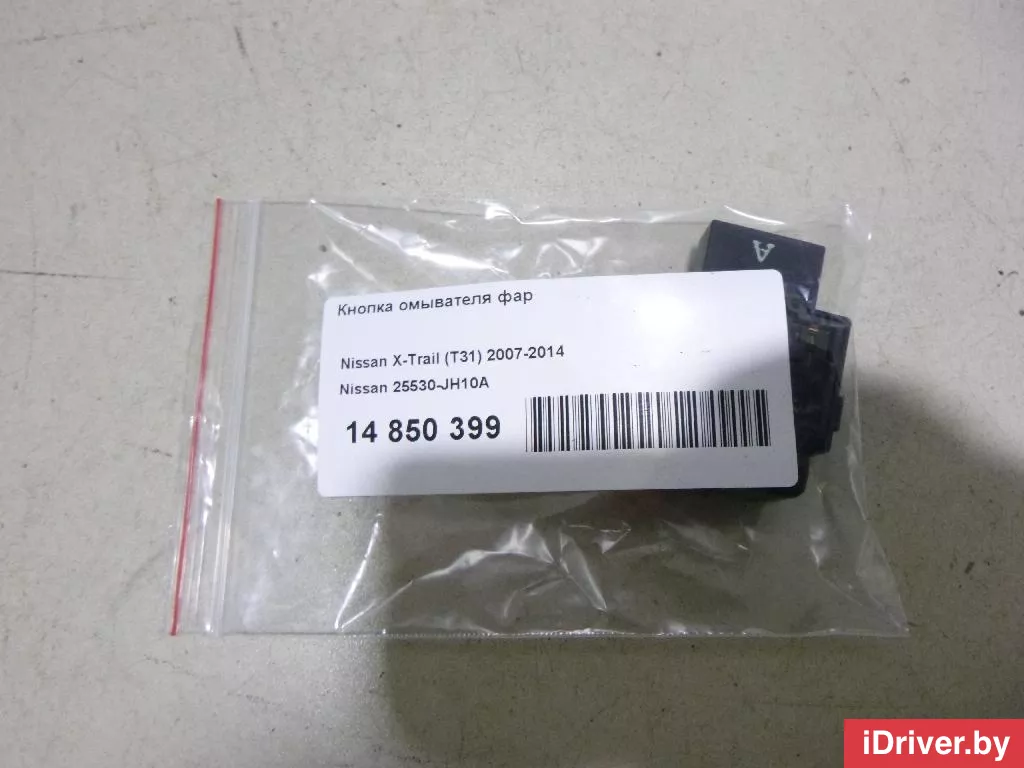 A
Кнопка омывателя фар
Nissan X-Trail (T31) 2007-2014
Nissan 25530-JH10A
14 850 399
iDriver.by